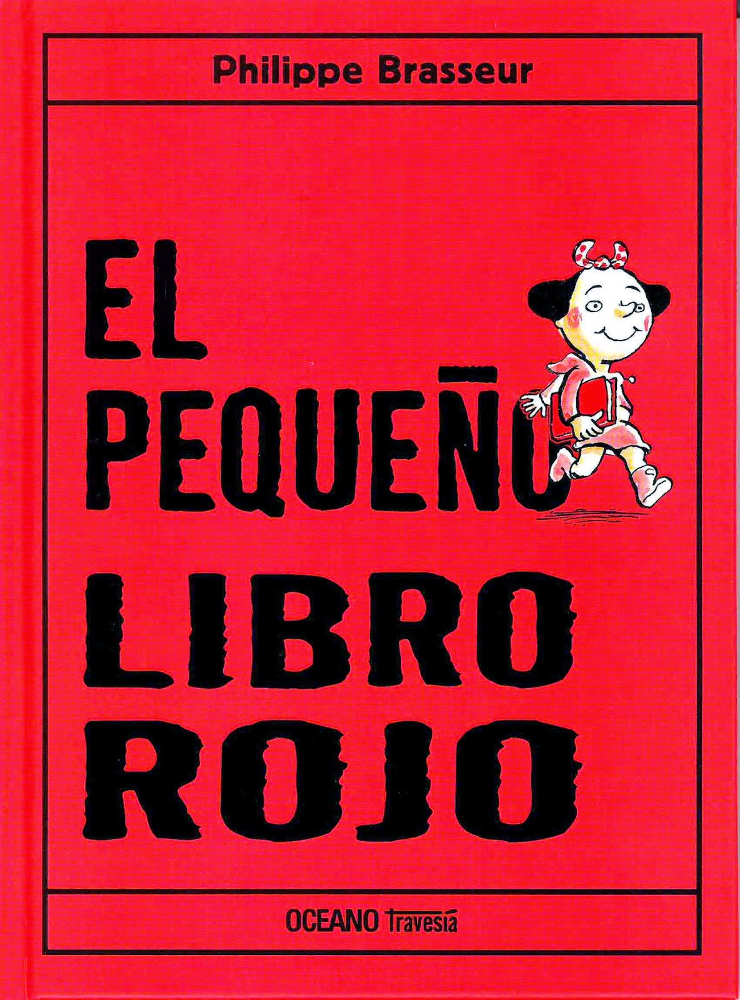 Philippe Brasseur
EL
PEQUEÑO
LIBRO
ROJO
OCEANO Travesía